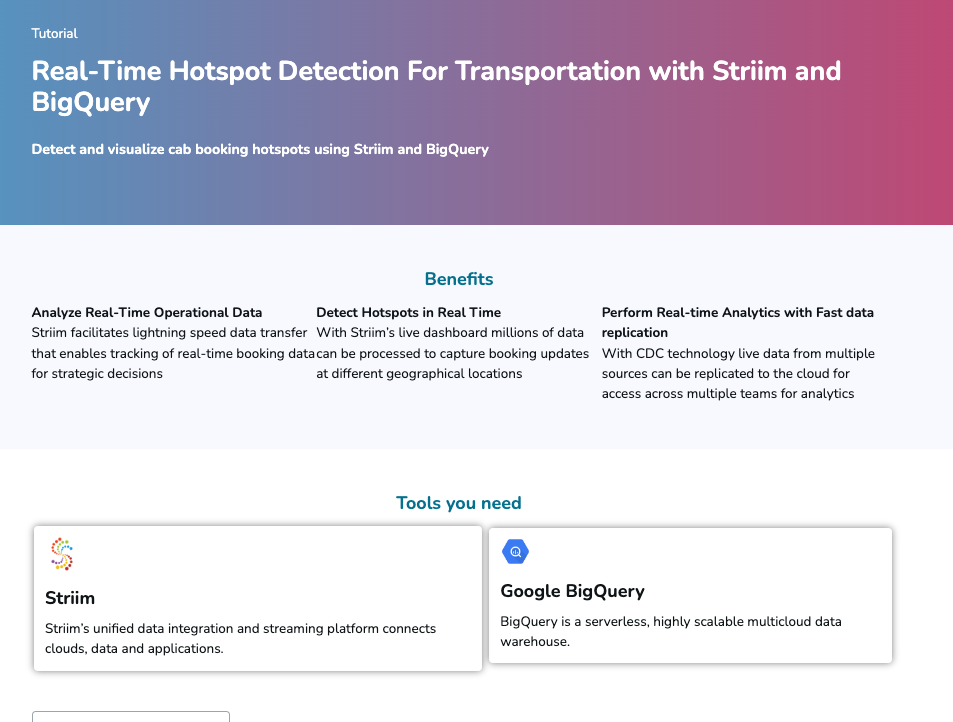 Tutorial
Real-Time Hotspot Detection For Transportation with Striim and
BigQuery
Detect and visualize cab booking hotspots using Striim and BigQuery
Benefits
Analyze Real-Time Operational Data
Striim facilitates lightning speed data transfer
that enables tracking of real-time booking data
for strategic decisions
Detect Hotspots in Real Time
With Striim’s live dashboard millions of data
can be processed to capture booking updates
at different geographical locations
Perform Real-time Analytics with Fast data
replication
With CDC technology live data from multiple
sources can be replicated to the cloud for
access across multiple teams for analytics
Tools you need
Striim
Striim’s unified data integration and streaming platform connects
clouds, data and applications.
Google BigQuery
BigQuery is a serverless, highly scalable multicloud data
warehouse.